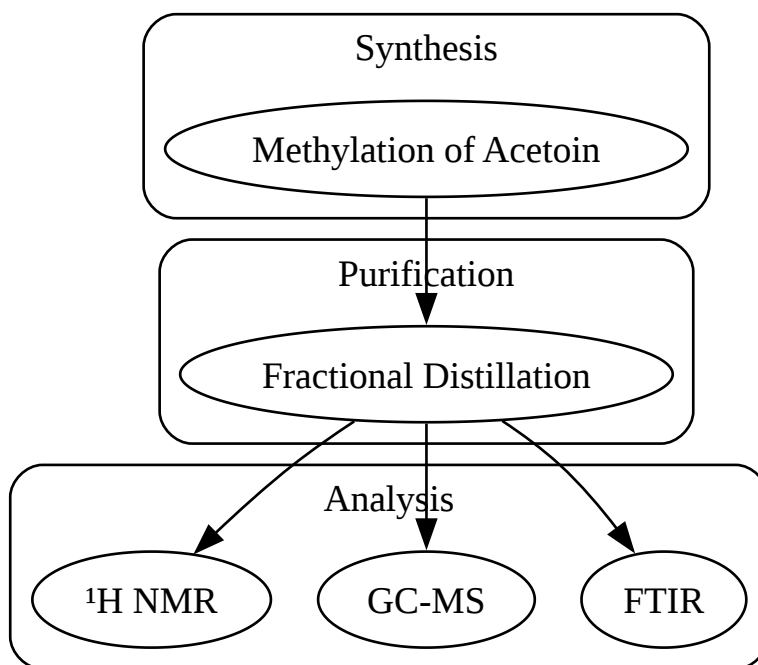 Synthesis
Methylation of Acetoin
Purification
Fractional Distillation
Analysis
¹H NMR
GC-MS
FTIR